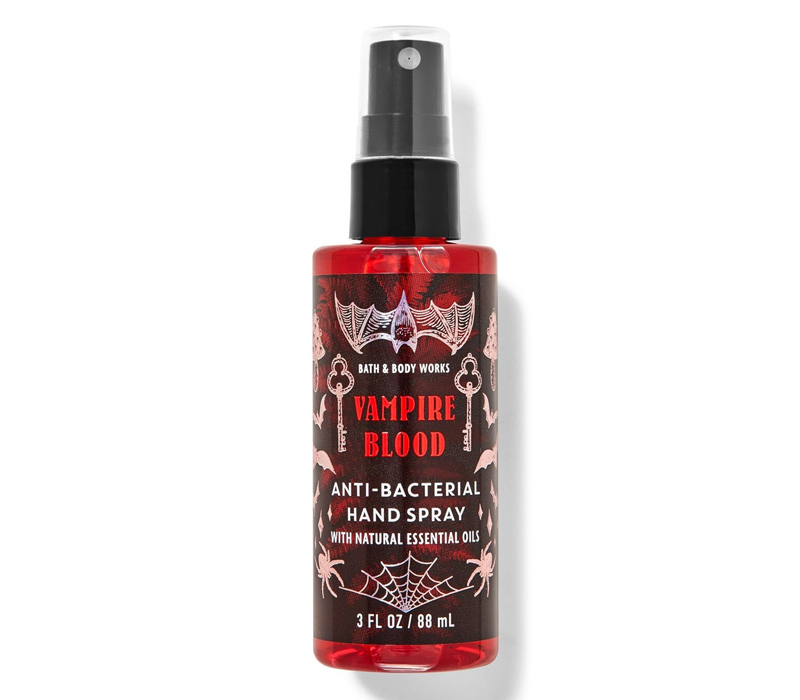 BATH & BODY WORKS
VAMPIRE
BLOOD
ANTI-BACTERIAL
HAND SPRAY
WITH NATURAL ESSENTIAL OILS
3 FL OZ / 88 mL